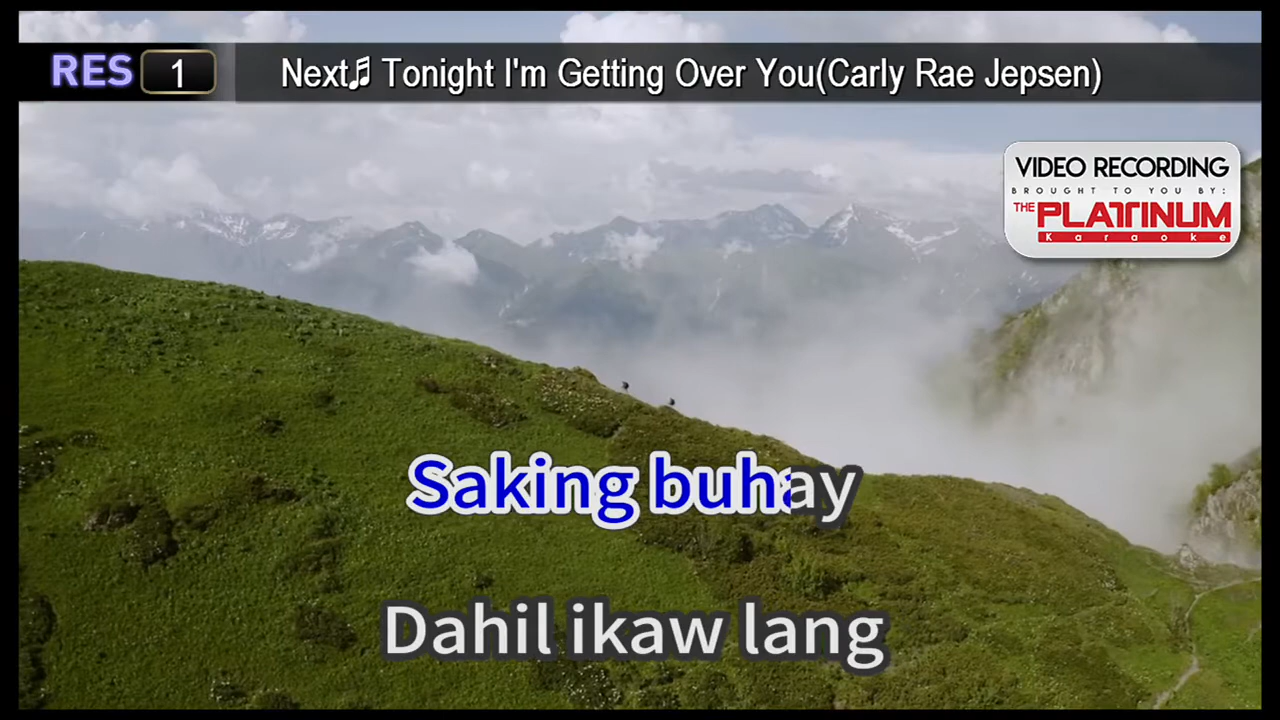 RES 1 Next♫ Tonight I'm Getting Over You(Carly Rae Jepsen)
VIDEO RECORDING
BROUGHT TO YOU BY:
THE PLATINUM
Karaoke
Saking buhay
Dahil ikaw lang